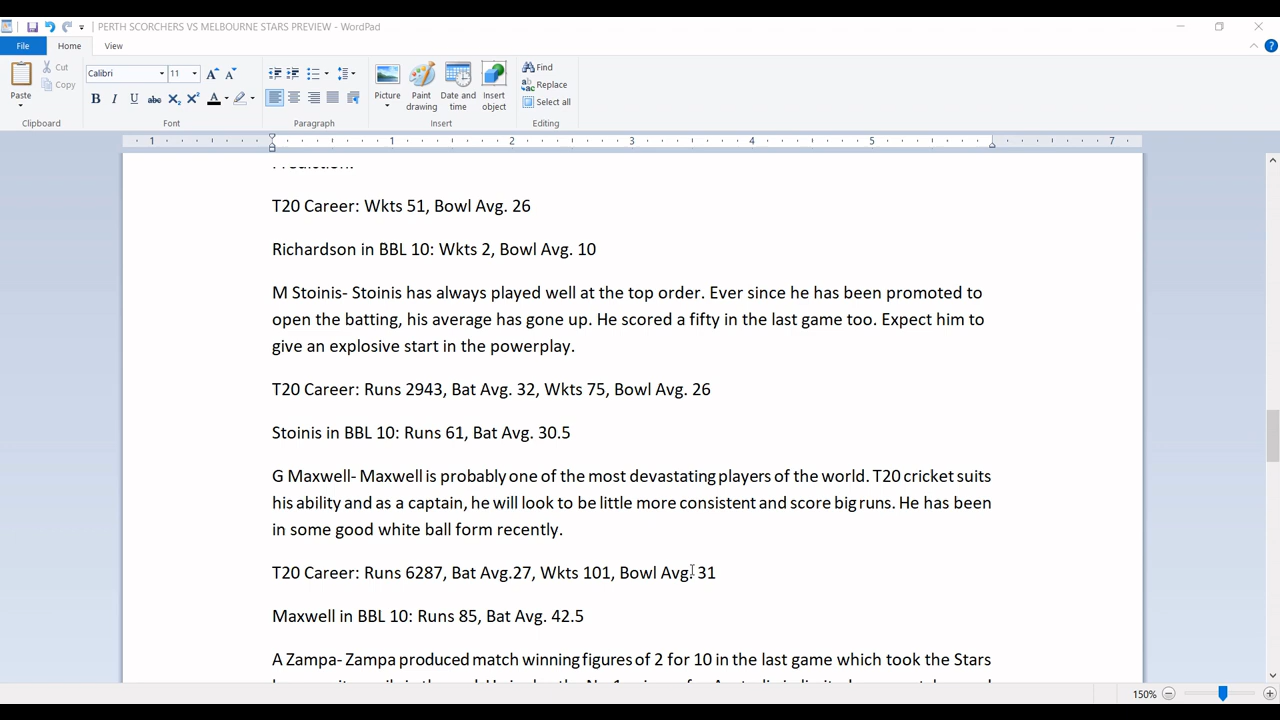 PERTH SCORCHERS VS MELBOURNE STARS PREVIEW - WordPad
File Home View
Cut Calibri 11 Find
Copy Replace
Paste Picture Paint drawing Date and time Insert object Select all
B I U abc X₂ X² A
Clipboard Font Paragraph Insert Editing
1 1 2 3 4 5 7
T20 Career: Wkts 51, Bowl Avg. 26
Richardson in BBL 10: Wkts 2, Bowl Avg. 10
M Stoinis- Stoinis has always played well at the top order. Ever since he has been promoted to
open the batting, his average has gone up. He scored a fifty in the last game too. Expect him to
give an explosive start in the powerplay.
T20 Career: Runs 2943, Bat Avg. 32, Wkts 75, Bowl Avg. 26
Stoinis in BBL 10: Runs 61, Bat Avg. 30.5
G Maxwell- Maxwell is probably one of the most devastating players of the world. T20 cricket suits
his ability and as a captain, he will look to be little more consistent and score big runs. He has been
in some good white ball form recently.
T20 Career: Runs 6287, Bat Avg.27, Wkts 101, Bowl Avg. 31
Maxwell in BBL 10: Runs 85, Bat Avg. 42.5
A Zampa- Zampa produced match winning figures of 2 for 10 in the last game which took the Stars
150%